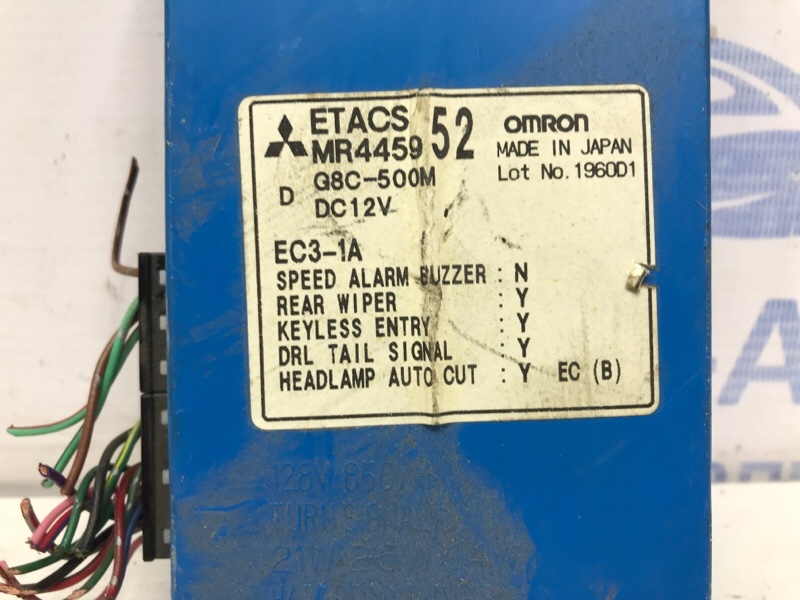 ETACS 52 OMRON
MR4459 MADE IN JAPAN
D G8C-500M Lot No. 1960D1
DC12V
EC3-1A
SPEED ALARM BUZZER : N
REAR WIPER : Y
KEYLESS ENTRY : Y
DRL TAIL SIGNAL : Y
HEADLAMP AUTO CUT : Y EC (B)